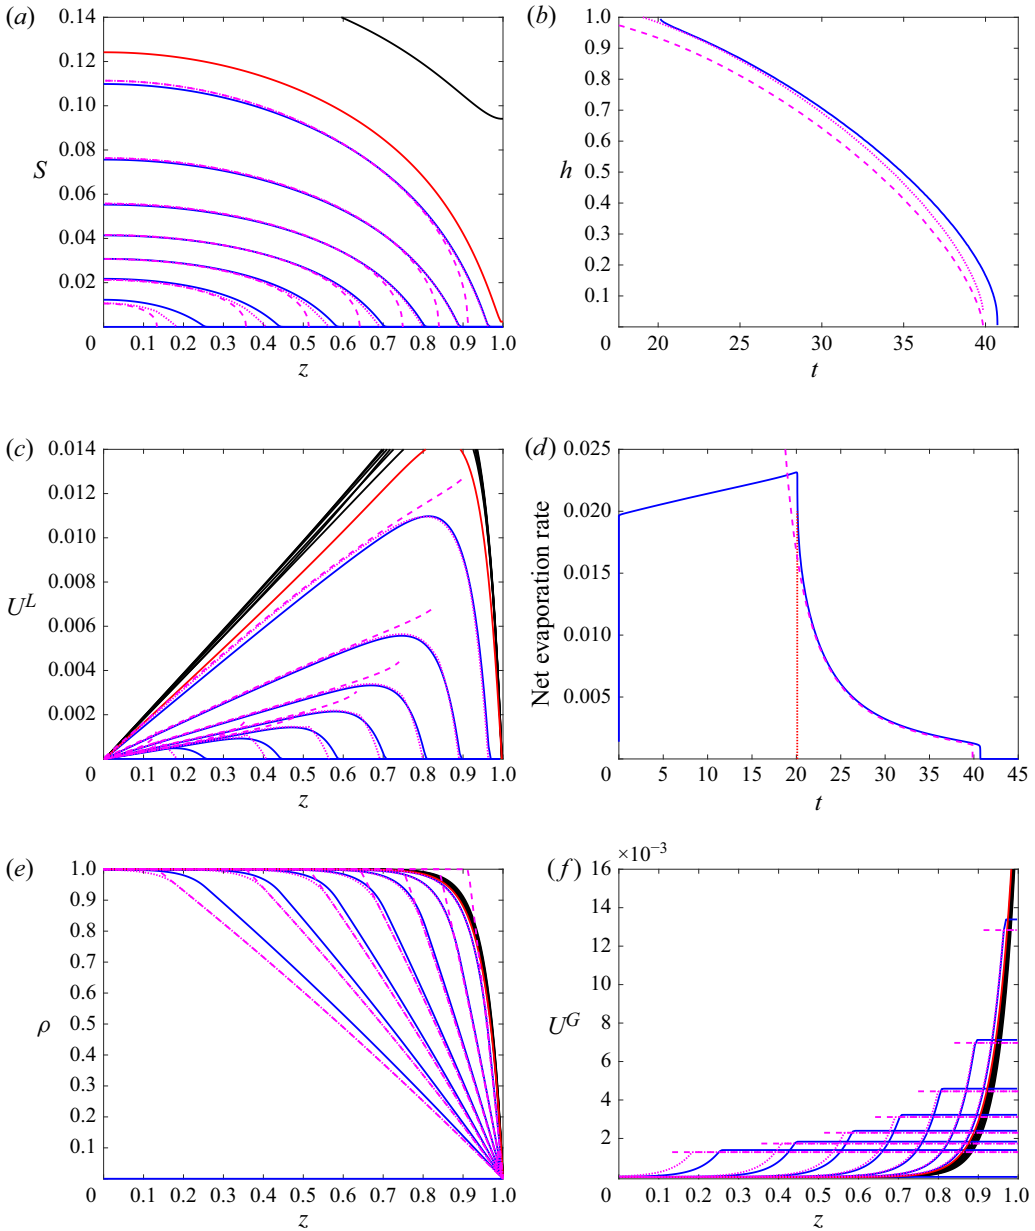 (a)
0.14
0.12
0.10
0.08
S
0.06
0.04
0.02
0 0.1 0.2 0.3 0.4 0.5 0.6 0.7 0.8 0.9 1.0
z
(b)
1.0
0.9
0.8
0.7
0.6
h
0.5
0.4
0.3
0.2
0.1
0 20 25 30 35 40
t
(c)
0.014
0.012
0.010
0.008
U^L
0.006
0.004
0.002
0 0.1 0.2 0.3 0.4 0.5 0.6 0.7 0.8 0.9 1.0
z
(d)
0.025
0.020
0.015
Net evaporation rate
0.010
0.005
0 5 10 15 20 25 30 35 40 45
t
(e)
1.0
0.9
0.8
0.7
0.6
ρ
0.5
0.4
0.3
0.2
0.1
0 0.1 0.2 0.3 0.4 0.5 0.6 0.7 0.8 0.9 1.0
z
(f)
×10⁻³
16
14
12
10
U^G
8
6
4
2
0 0.1 0.2 0.3 0.4 0.5 0.6 0.7 0.8 0.9 1.0
z